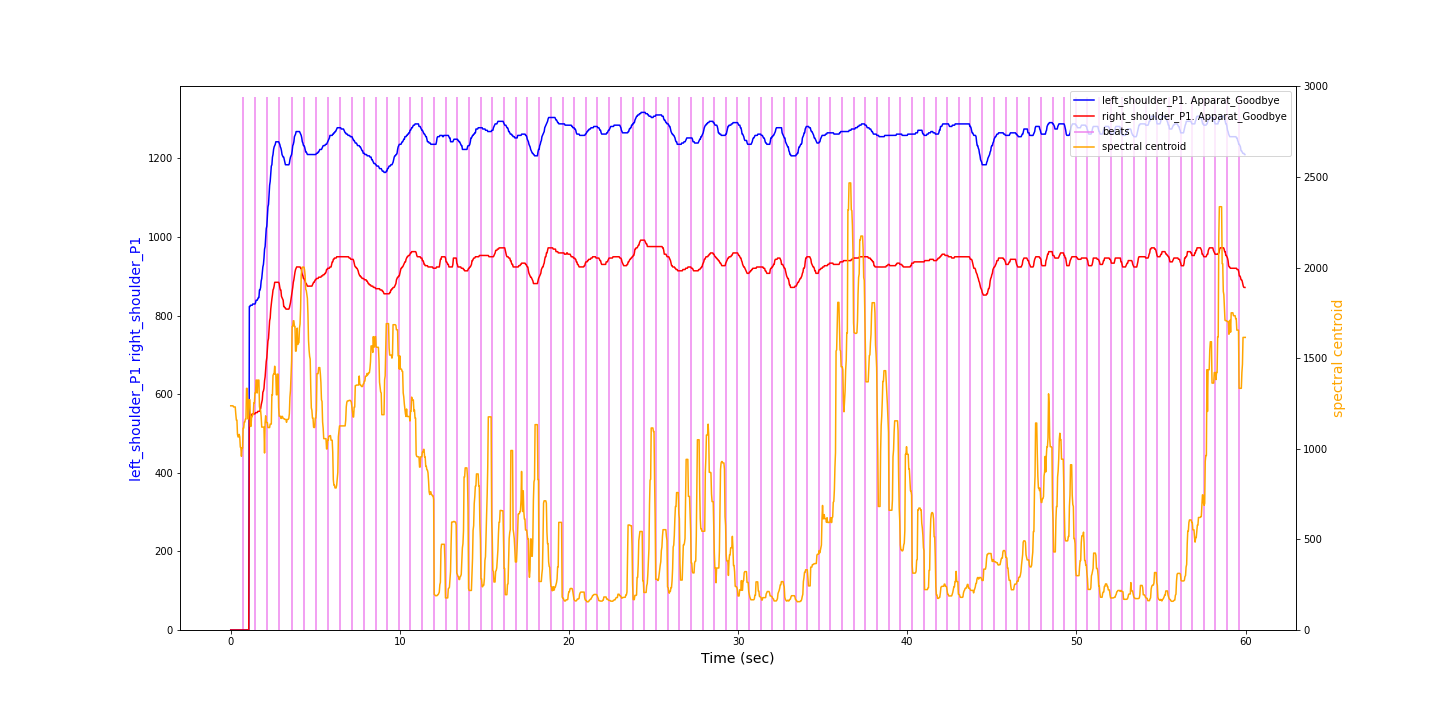 left_shoulder_P1. Apparat_Goodbye
right_shoulder_P1. Apparat_Goodbye
beats
spectral centroid
left_shoulder_P1 right_shoulder_P1
spectral centroid
1200
1000
800
600
400
200
0
3000
2500
2000
1500
1000
500
0
0 10 20 30 40 50 60
Time (sec)